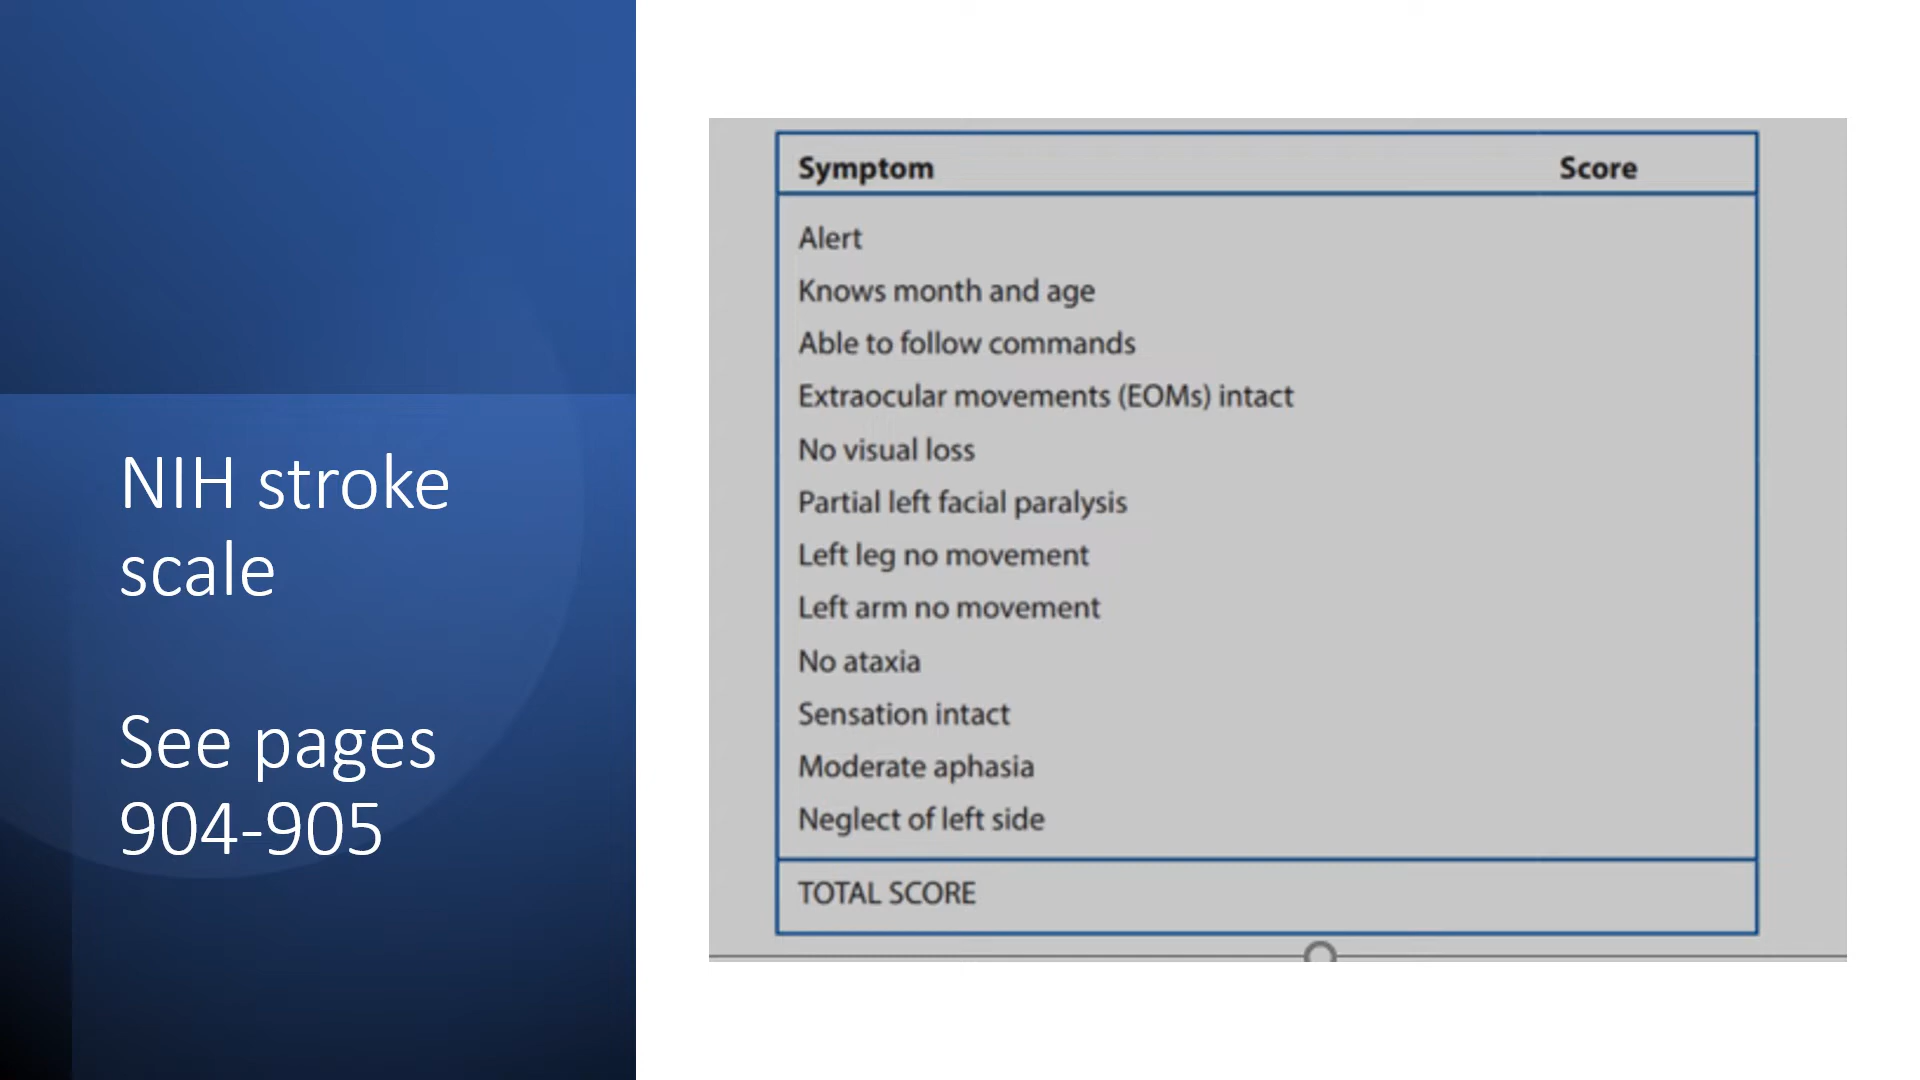 NIH stroke
scale
See pages
904-905
Symptom Score
Alert
Knows month and age
Able to follow commands
Extraocular movements (EOMs) intact
No visual loss
Partial left facial paralysis
Left leg no movement
Left arm no movement
No ataxia
Sensation intact
Moderate aphasia
Neglect of left side
TOTAL SCORE